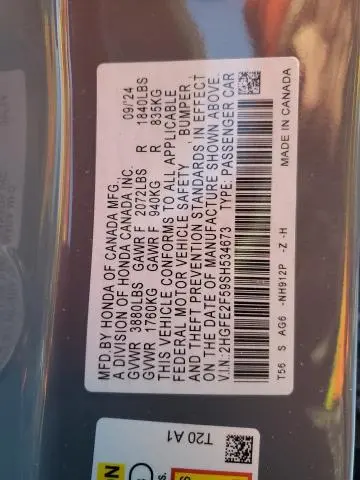 MFD.BY HONDA OF CANADA MFG. 09/'24
A DIVISION OF HONDA CANADA INC.
GVWR 3880LBS GAWR F 2072LBS R 1840LBS
GVWR 1760KG GAWR F 940KG R 835KG
THIS VEHICLE CONFORMS TO ALL APPLICABLE
FEDERAL MOTOR VEHICLE SAFETY, BUMPER,
AND THEFT PREVENTION STANDARDS IN EFFECT
ON THE DATE OF MANUFACTURE SHOWN ABOVE.
V.I.N.:2HGFE2F59SH534673 TYPE: PASSENGER CAR
T56 S AG6 -NH912P -Z -H MADE IN CANADA
T20 A1